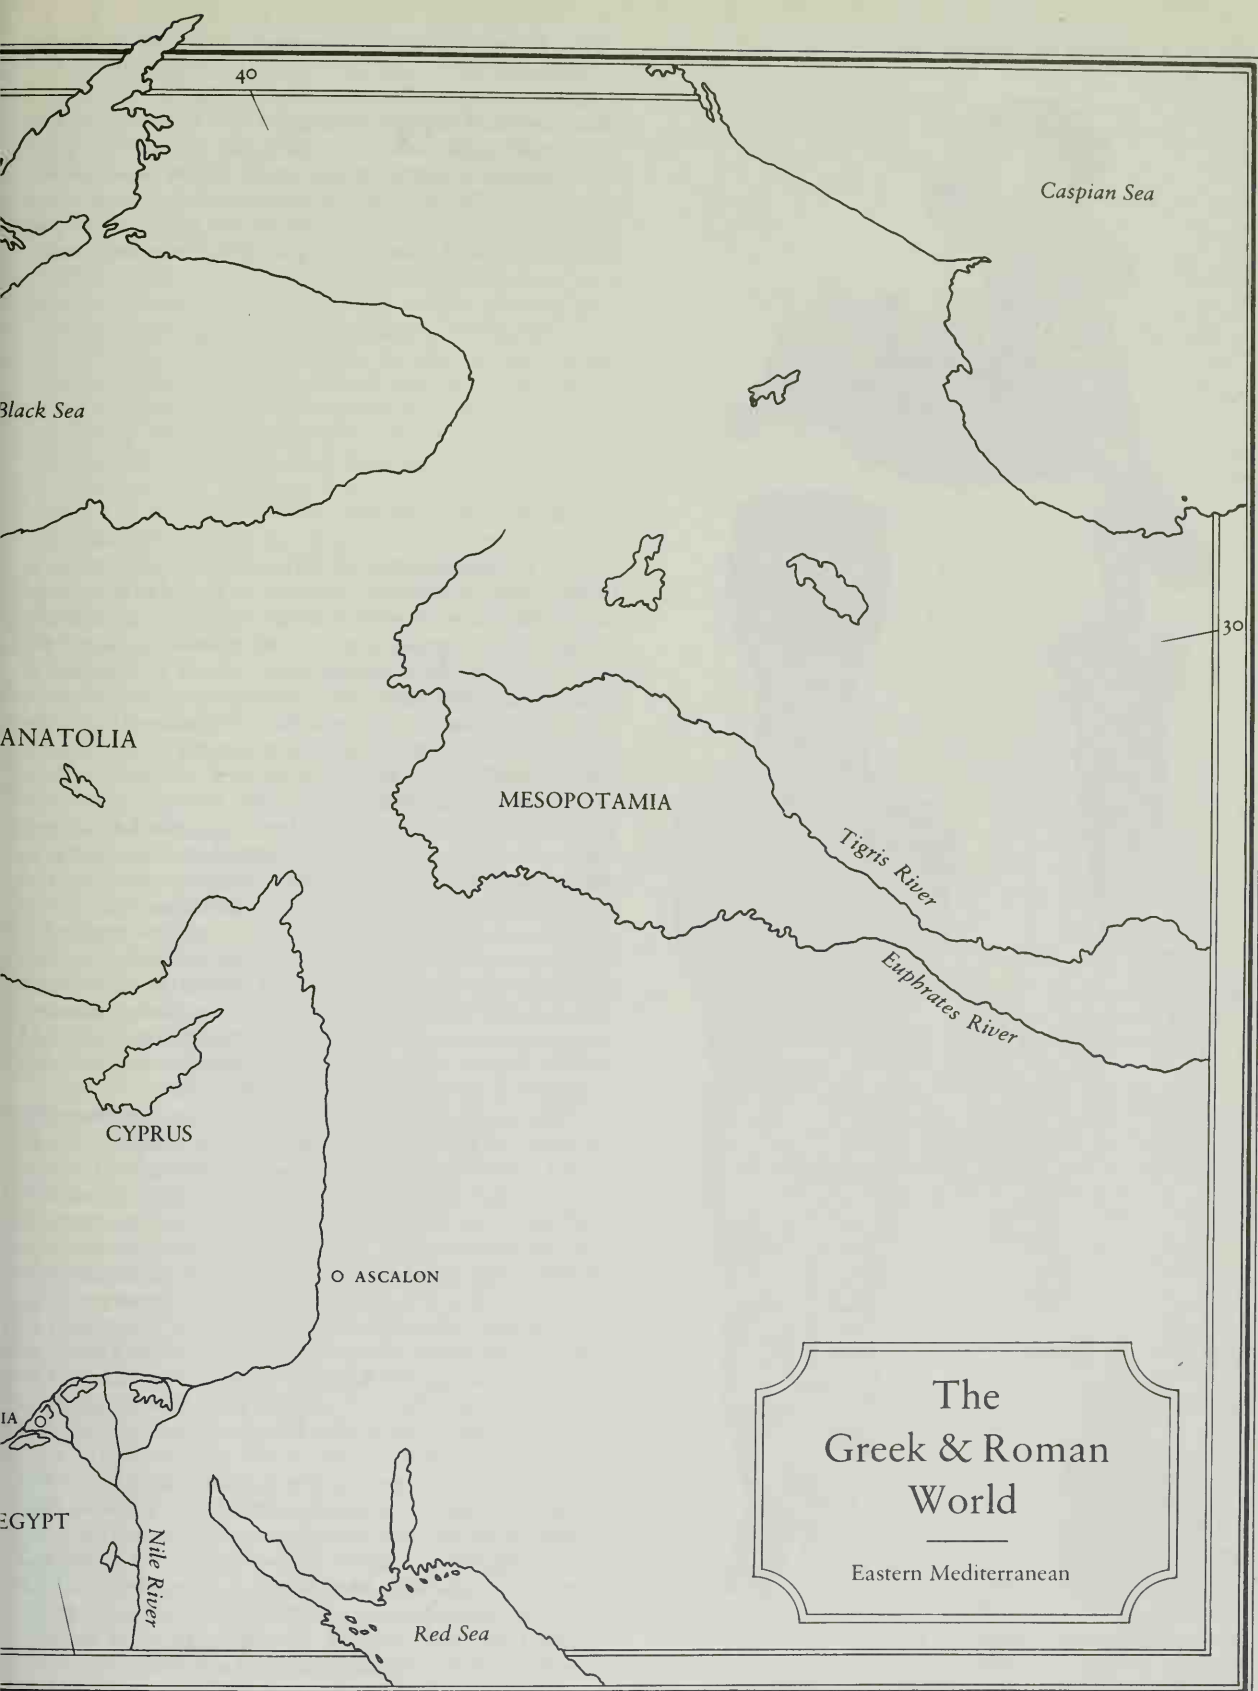 40
Caspian Sea
Black Sea
30
ANATOLIA
MESOPOTAMIA
Tigris River
Euphrates River
CYPRUS
ASCALON
IA
EGYPT
Nile River
Red Sea
The
Greek & Roman
World
Eastern Mediterranean